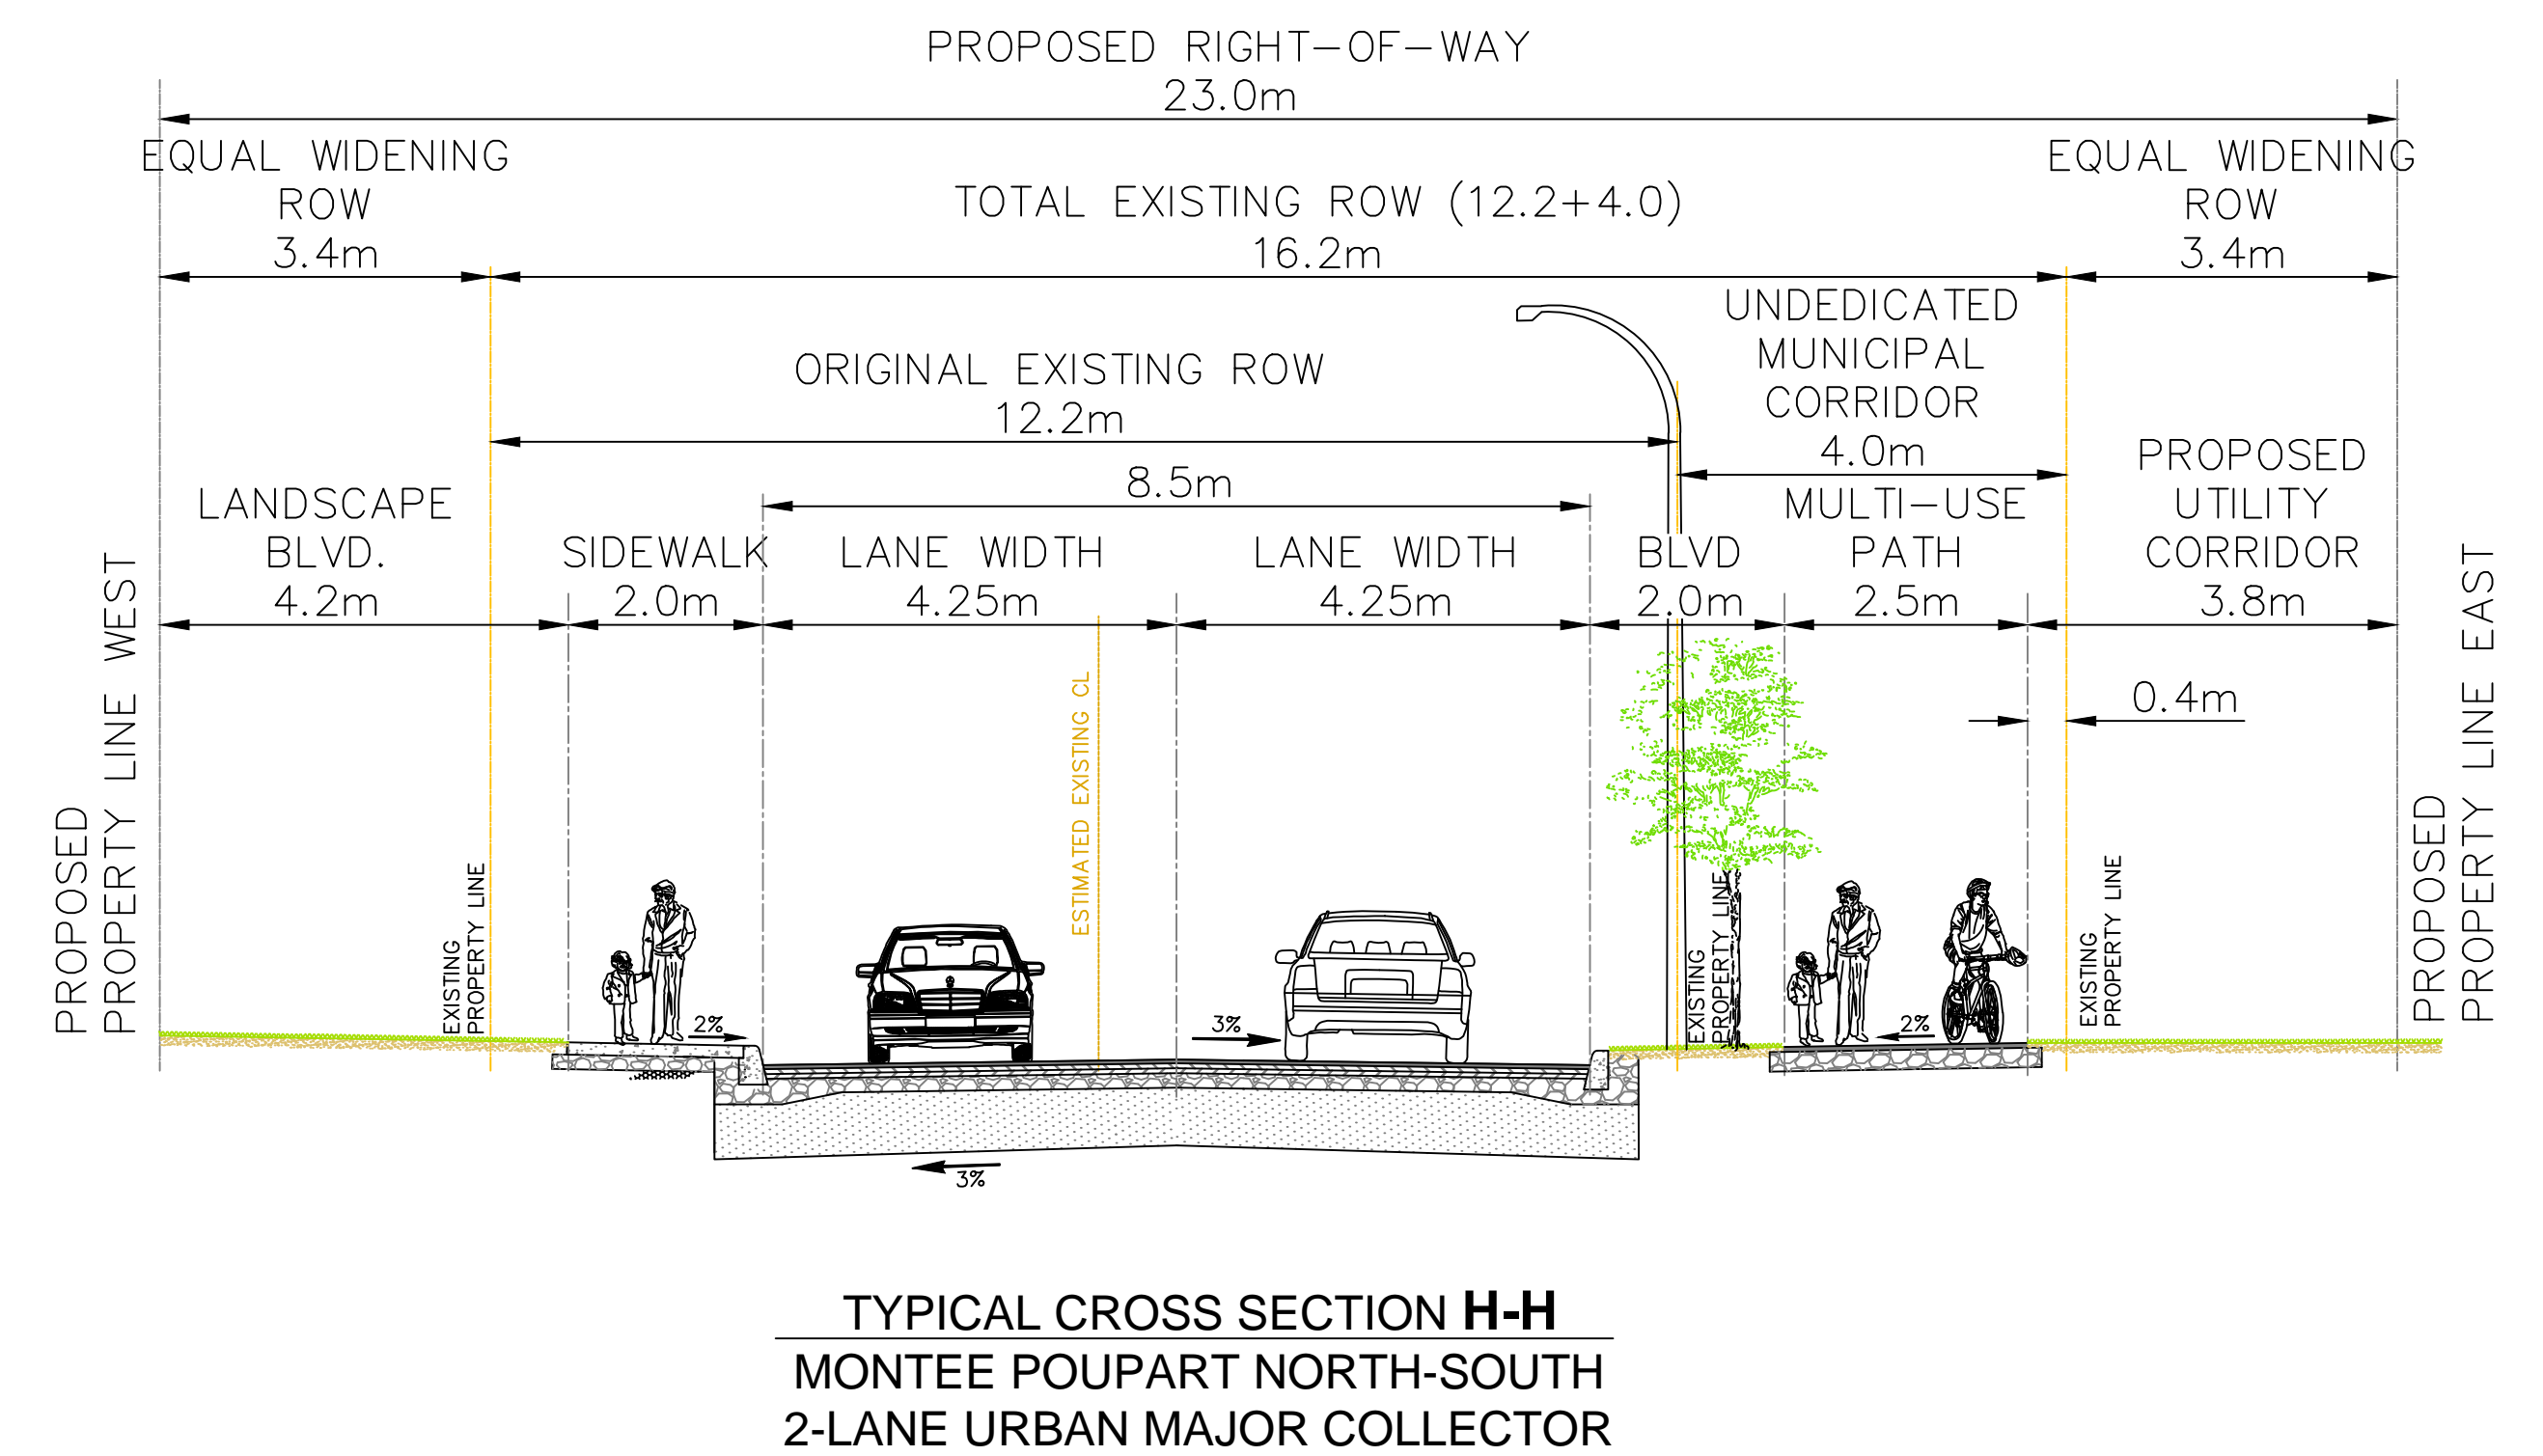 PROPOSED RIGHT-OF-WAY
23.0m
EQUAL WIDENING
ROW
3.4m
TOTAL EXISTING ROW (12.2+4.0)
16.2m
EQUAL WIDENING
ROW
3.4m
ORIGINAL EXISTING ROW
12.2m
UNDEDICATED
MUNICIPAL
CORRIDOR
4.0m
8.5m
LANDSCAPE
BLVD.
4.2m
SIDEWALK
2.0m
LANE WIDTH
4.25m
LANE WIDTH
4.25m
BLVD
2.0m
MULTI-USE
PATH
2.5m
PROPOSED
UTILITY
CORRIDOR
3.8m
0.4m
PROPOSED
PROPERTY LINE WEST
EXISTING
PROPERTY LINE
ESTIMATED EXISTING CL
EXISTING
PROPERTY LINE
EXISTING
PROPERTY LINE
PROPOSED
PROPERTY LINE EAST
2%
3%
2%
3%
TYPICAL CROSS SECTION H-H
MONTEE POUPART NORTH-SOUTH
2-LANE URBAN MAJOR COLLECTOR